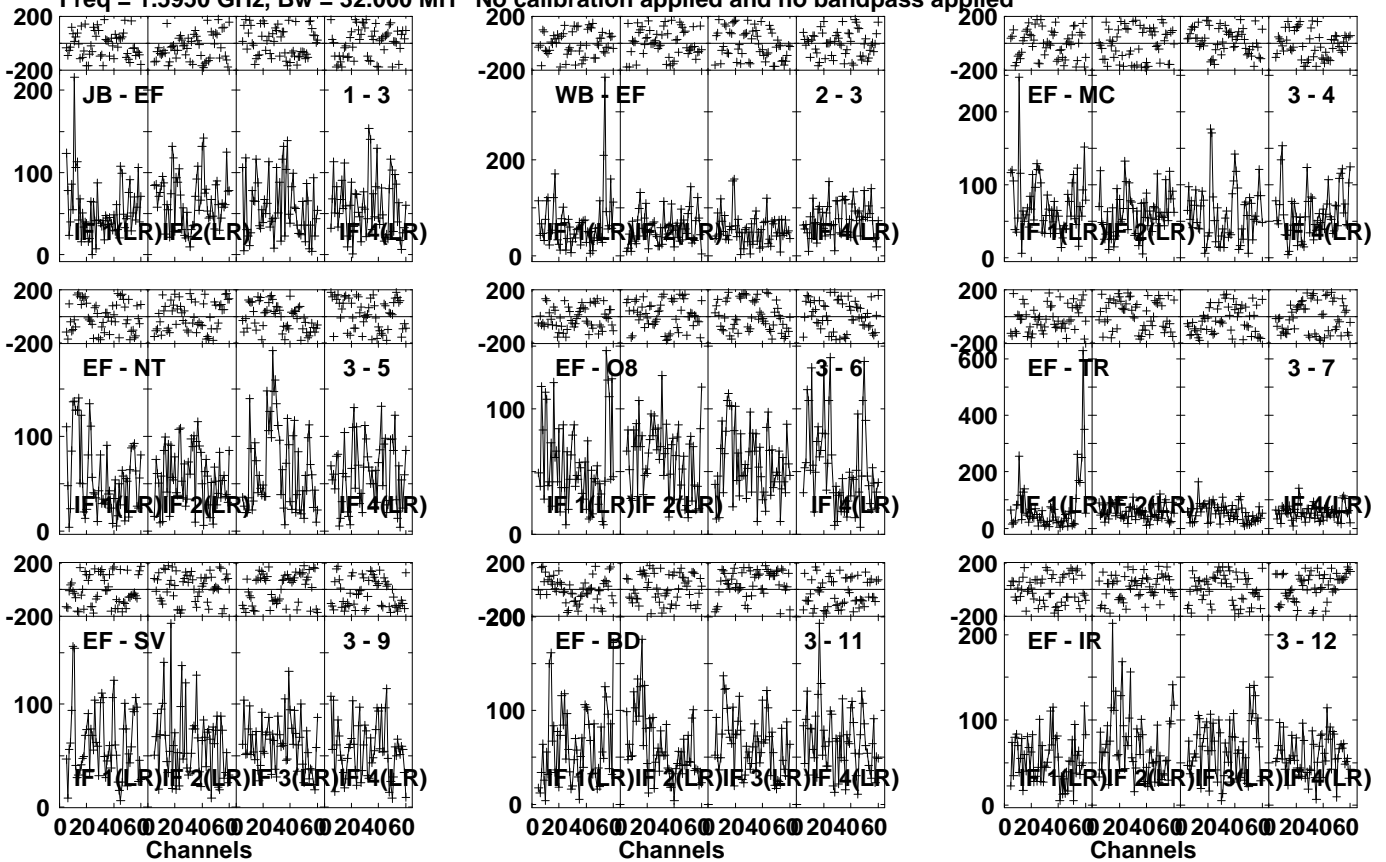 Freq = 1.5950 GHz, Bw = 32.000 MH No calibration applied and no bandpass applied
200
-200
200
100
0
JB - EF 1 - 3
IF 1(LR) IF 2(LR) IF 4(LR)
200
-200
200
0
WB - EF 2 - 3
IF 1(LR) IF 2(LR) IF 4(LR)
200
-200
200
100
0
EF - MC 3 - 4
IF 1(LR) IF 2(LR) IF 4(LR)
200
-200
100
0
EF - NT 3 - 5
IF 1(LR) IF 2(LR) IF 4(LR)
200
-200
100
0
EF - O8 3 - 6
IF 1(LR) IF 2(LR) IF 4(LR)
200
-200
600
400
200
0
EF - TR 3 - 7
IF 1(LR) IF 2(LR) IF 4(LR)
200
-200
200
100
0
EF - SV 3 - 9
IF 1(LR) IF 2(LR) IF 3(LR) IF 4(LR)
0 20 40 60 0 20 40 60 0 20 40 60 0 20 40 60
Channels
200
-200
200
100
0
EF - BD 3 - 11
IF 1(LR) IF 2(LR) IF 3(LR) IF 4(LR)
0 20 40 60 0 20 40 60 0 20 40 60 0 20 40 60
Channels
200
-200
200
100
0
EF - IR 3 - 12
IF 1(LR) IF 2(LR) IF 3(LR) IF 4(LR)
0 20 40 60 0 20 40 60 0 20 40 60 0 20 40 60
Channels